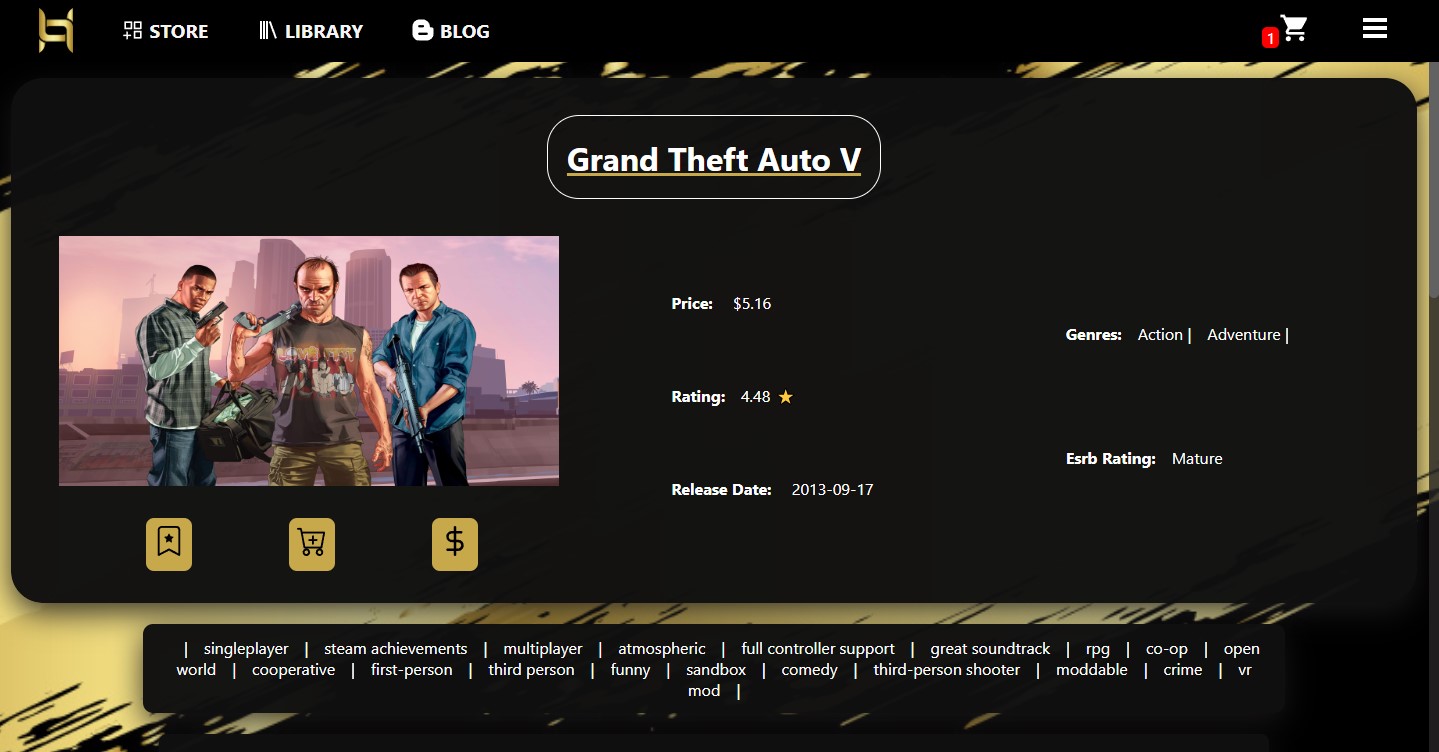 STORE LIBRARY BLOG 1
Grand Theft Auto V
Price: $5.16
Genres: Action | Adventure |
Rating: 4.48
Esrb Rating: Mature
Release Date: 2013-09-17
| singleplayer | steam achievements | multiplayer | atmospheric | full controller support | great soundtrack | rpg | co-op | open
world | cooperative | first-person | third person | funny | sandbox | comedy | third-person shooter | moddable | crime | vr
mod |